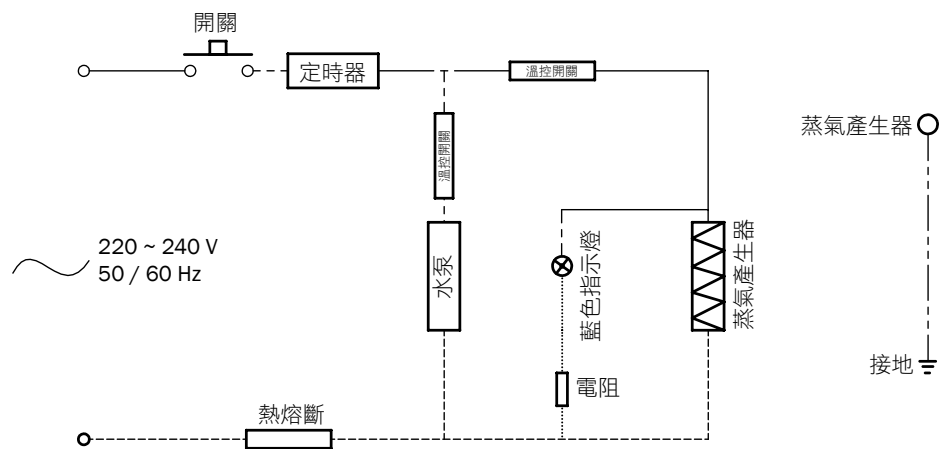 開關
定時器
溫控開關
溫控開關
蒸氣產生器
220 ~ 240 V
50 / 60 Hz
水泵
藍色指示燈
蒸氣產生器
電阻
接地
熱熔斷